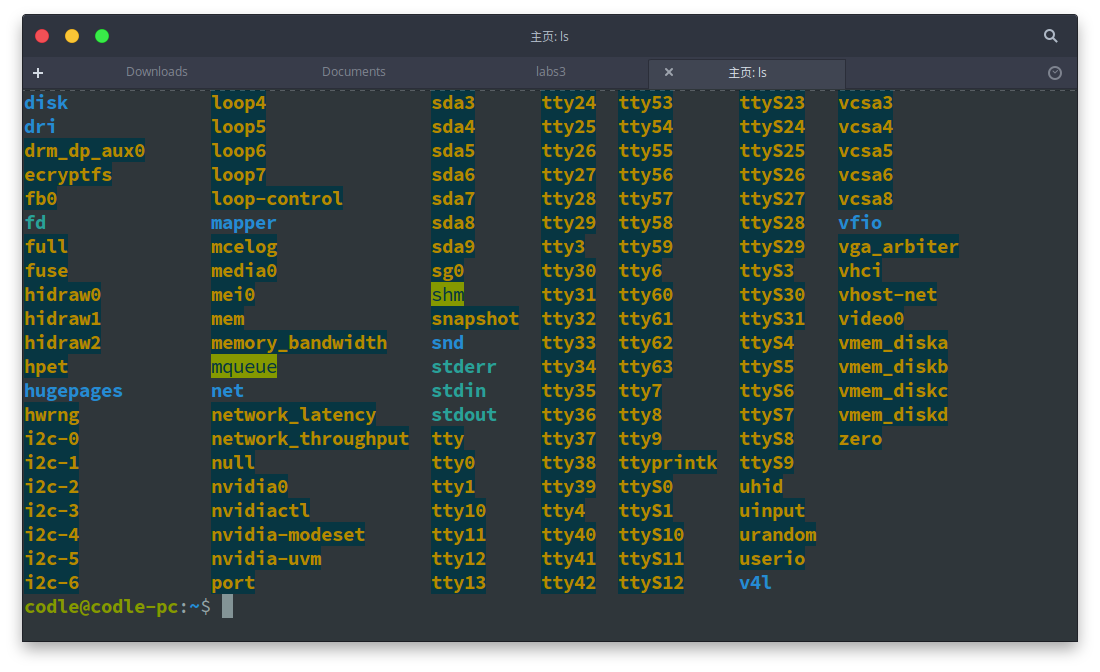 主页: ls
Downloads Documents labs3 主页: ls
disk loop4 sda3 tty24 tty53 ttyS23 vcsa3
dri loop5 sda4 tty25 tty54 ttyS24 vcsa4
drm_dp_aux0 loop6 sda5 tty26 tty55 ttyS25 vcsa5
ecryptfs loop7 sda6 tty27 tty56 ttyS26 vcsa6
fb0 loop-control sda7 tty28 tty57 ttyS27 vcsa8
fd mapper sda8 tty29 tty58 ttyS28 vfio
full mcelog sda9 tty3 tty59 ttyS29 vga_arbiter
fuse media0 sg0 tty30 tty6 ttyS3 vhci
hidraw0 mei0 shm tty31 tty60 ttyS30 vhost-net
hidraw1 mem snapshot tty32 tty61 ttyS31 video0
hidraw2 memory_bandwidth snd tty33 tty62 ttyS4 vmem_diska
hpet mqueue stderr tty34 tty63 ttyS5 vmem_diskb
hugepages net stdin tty35 tty7 ttyS6 vmem_diskc
hwrng network_latency stdout tty36 tty8 ttyS7 vmem_diskd
i2c-0 network_throughput tty tty37 tty9 ttyS8 zero
i2c-1 null tty0 tty38 ttyprintk ttyS9
i2c-2 nvidia0 tty1 tty39 ttyS0 uhid
i2c-3 nvidiactl tty10 tty4 ttyS1 uinput
i2c-4 nvidia-modeset tty11 tty40 ttyS10 urandom
i2c-5 nvidia-uvm tty12 tty41 ttyS11 userio
i2c-6 port tty13 tty42 ttyS12 v4l
codle@codle-pc:~$